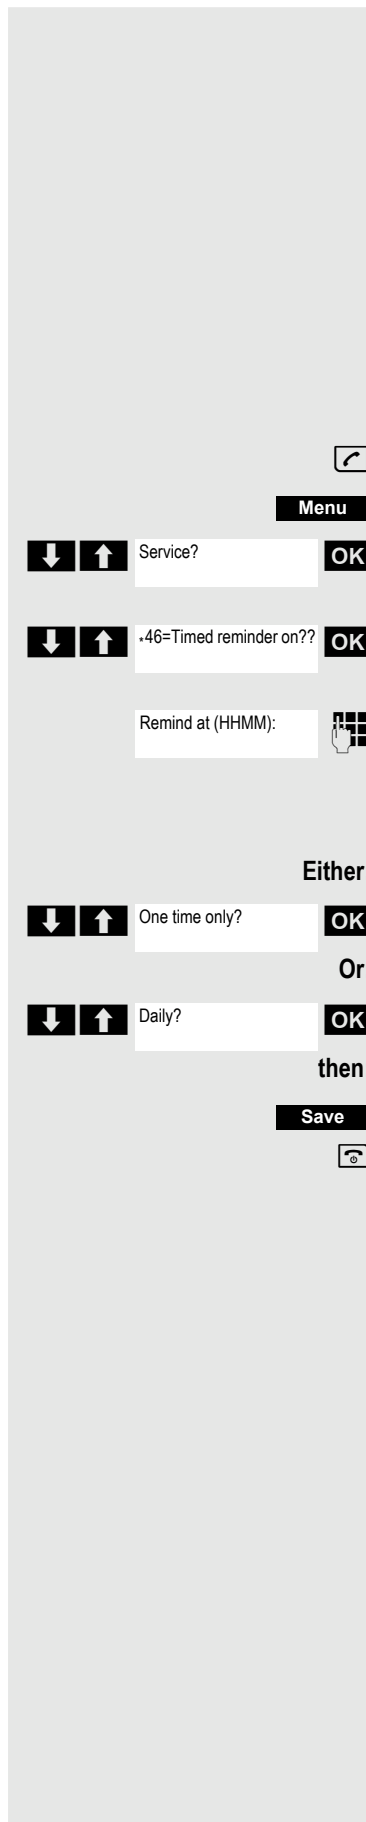 Menu
Service? OK
*46=Timed reminder on?? OK
Remind at (HHMM):
Either
One time only? OK
Or
Daily? OK
then
Save